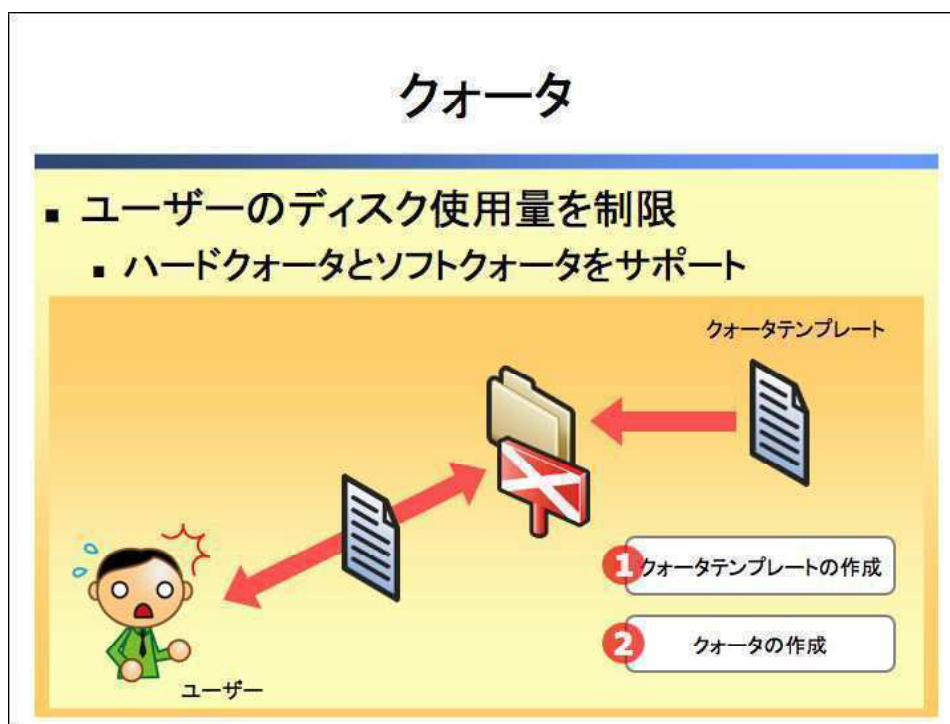 クォータ
■ ユーザーのディスク使用量を制限
■ ハードクォータとソフトクォータをサポート
クォータテンプレート
1 クォータテンプレートの作成
2 クォータの作成
ユーザー